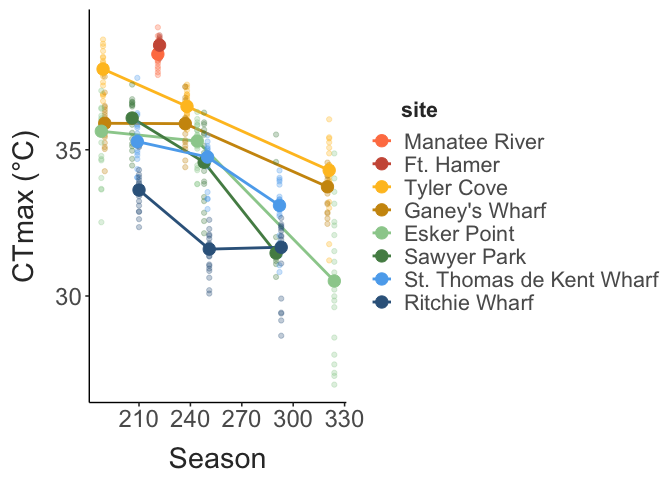 CTmax (°C)
35
30
210 240 270 300 330
Season
site
Manatee River
Ft. Hamer
Tyler Cove
Ganey's Wharf
Esker Point
Sawyer Park
St. Thomas de Kent Wharf
Ritchie Wharf